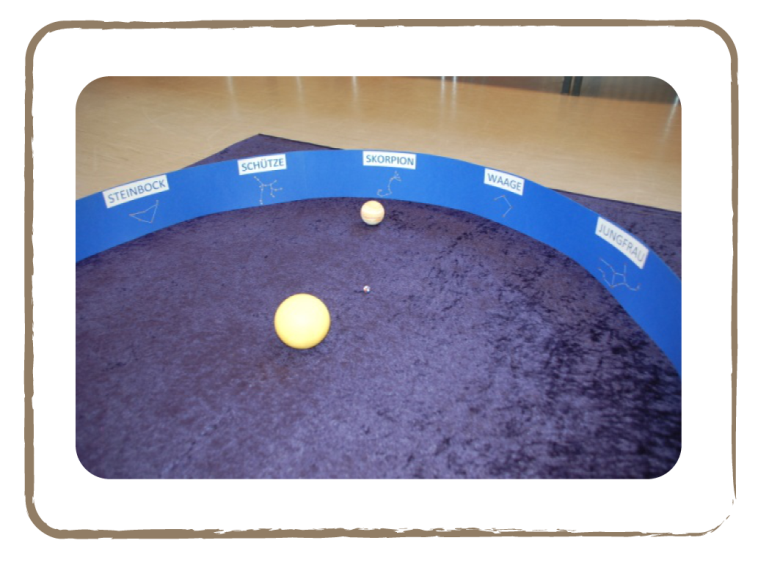 STEINBOCK
SCHÜTZE
SKORPION
WAAGE
JUNGFRAU